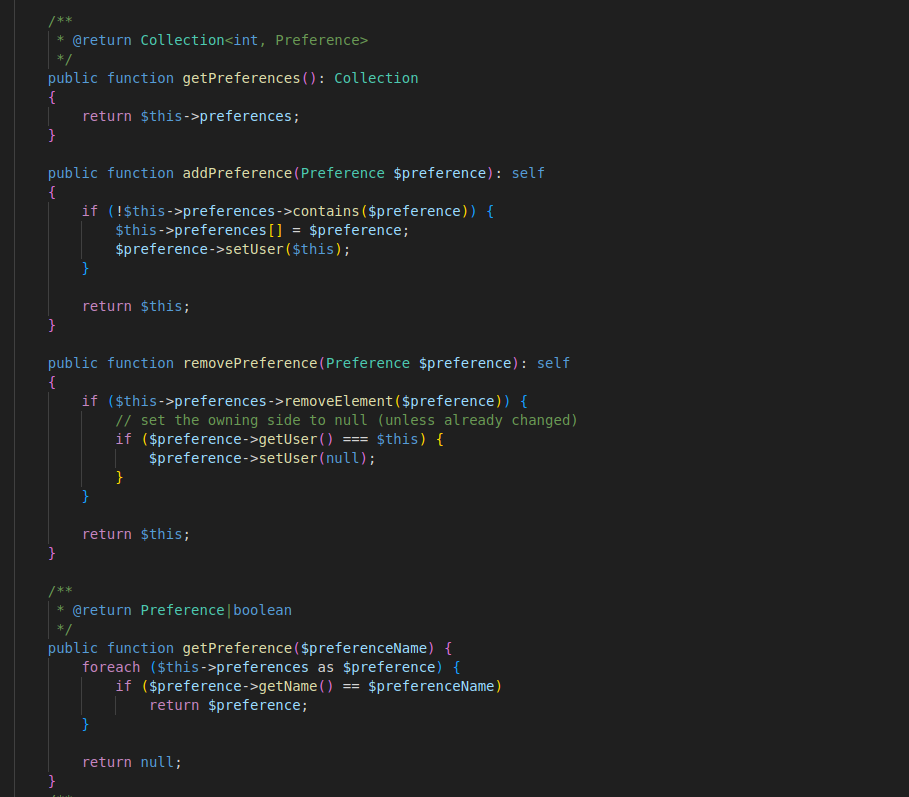 /**
 * @return Collection<int, Preference>
 */
public function getPreferences(): Collection
{
    return $this->preferences;
}

public function addPreference(Preference $preference): self
{
    if (!$this->preferences->contains($preference)) {
        $this->preferences[] = $preference;
        $preference->setUser($this);
    }

    return $this;
}

public function removePreference(Preference $preference): self
{
    if ($this->preferences->removeElement($preference)) {
        // set the owning side to null (unless already changed)
        if ($preference->getUser() === $this) {
            $preference->setUser(null);
        }
    }

    return $this;
}

/**
 * @return Preference|boolean
 */
public function getPreference($preferenceName) {
    foreach ($this->preferences as $preference) {
        if ($preference->getName() == $preferenceName)
            return $preference;
    }

    return null;
}